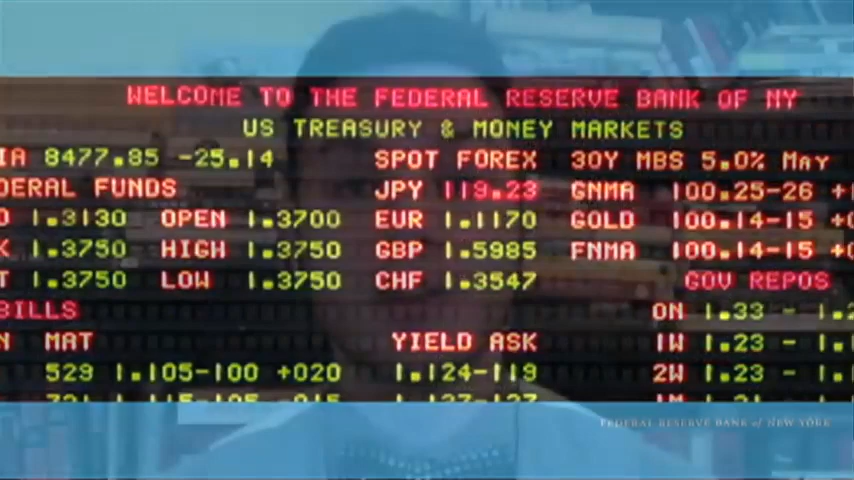 WELCOME TO THE FEDERAL RESERVE BANK OF NY
US TREASURY & MONEY MARKETS
IA 8477.85 -25.14 SPOT FOREX 30Y MBS 5.0% May
DERAL FUNDS JPY 119.23 GNMA 100.25-26
1.3130 OPEN 1.3700 EUR 1.1170 GOLD 100.14-15
1.3750 HIGH 1.3750 GBP 1.5985 FNMA 100.14-15
1.3750 LOW 1.3750 CHF 1.3547 GOV REPOS
BILLS ON 1.33 -
MAT YIELD ASK 1W 1.23 -
529 1.105-100 +020 1.124-119 2W 1.23 -
FEDERAL RESERVE BANK of NEW YORK